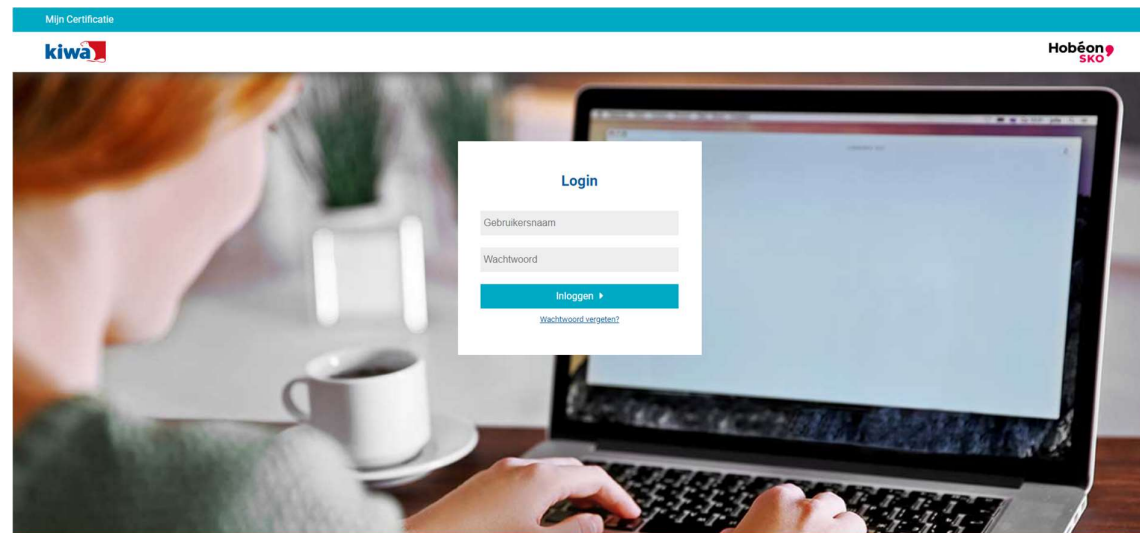 Mijn Certificatie
kiwa
Hobéon
SKO
Login
Gebruikersnaam
Wachtwoord
Inloggen
Wachtwoord vergeten?